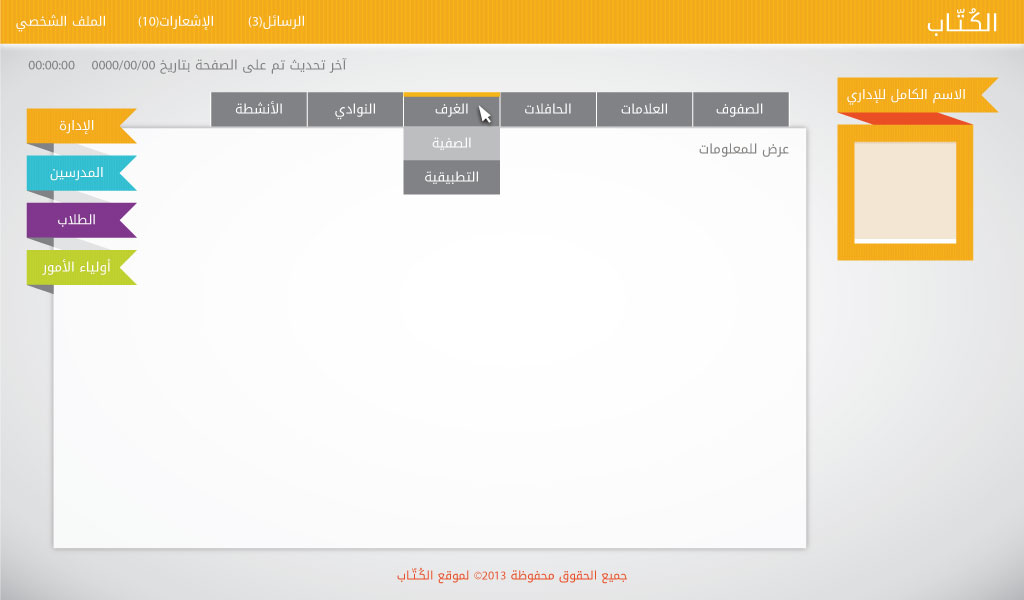 الكُتّاب
الرسائل(3)
الإشعارات(10)
الملف الشخصي
آخر تحديث تم على الصفحة بتاريخ 0000/00/00 00:00:00
الاسم الكامل للإداري
الصفوف
العلامات
الحافلات
الغرف
النوادي
الأنشطة
الصفية
التطبيقية
عرض للمعلومات
الإدارة
المدرسين
الطلاب
أولياء الأمور
جميع الحقوق محفوظة 2013© لموقع الكُتّاب